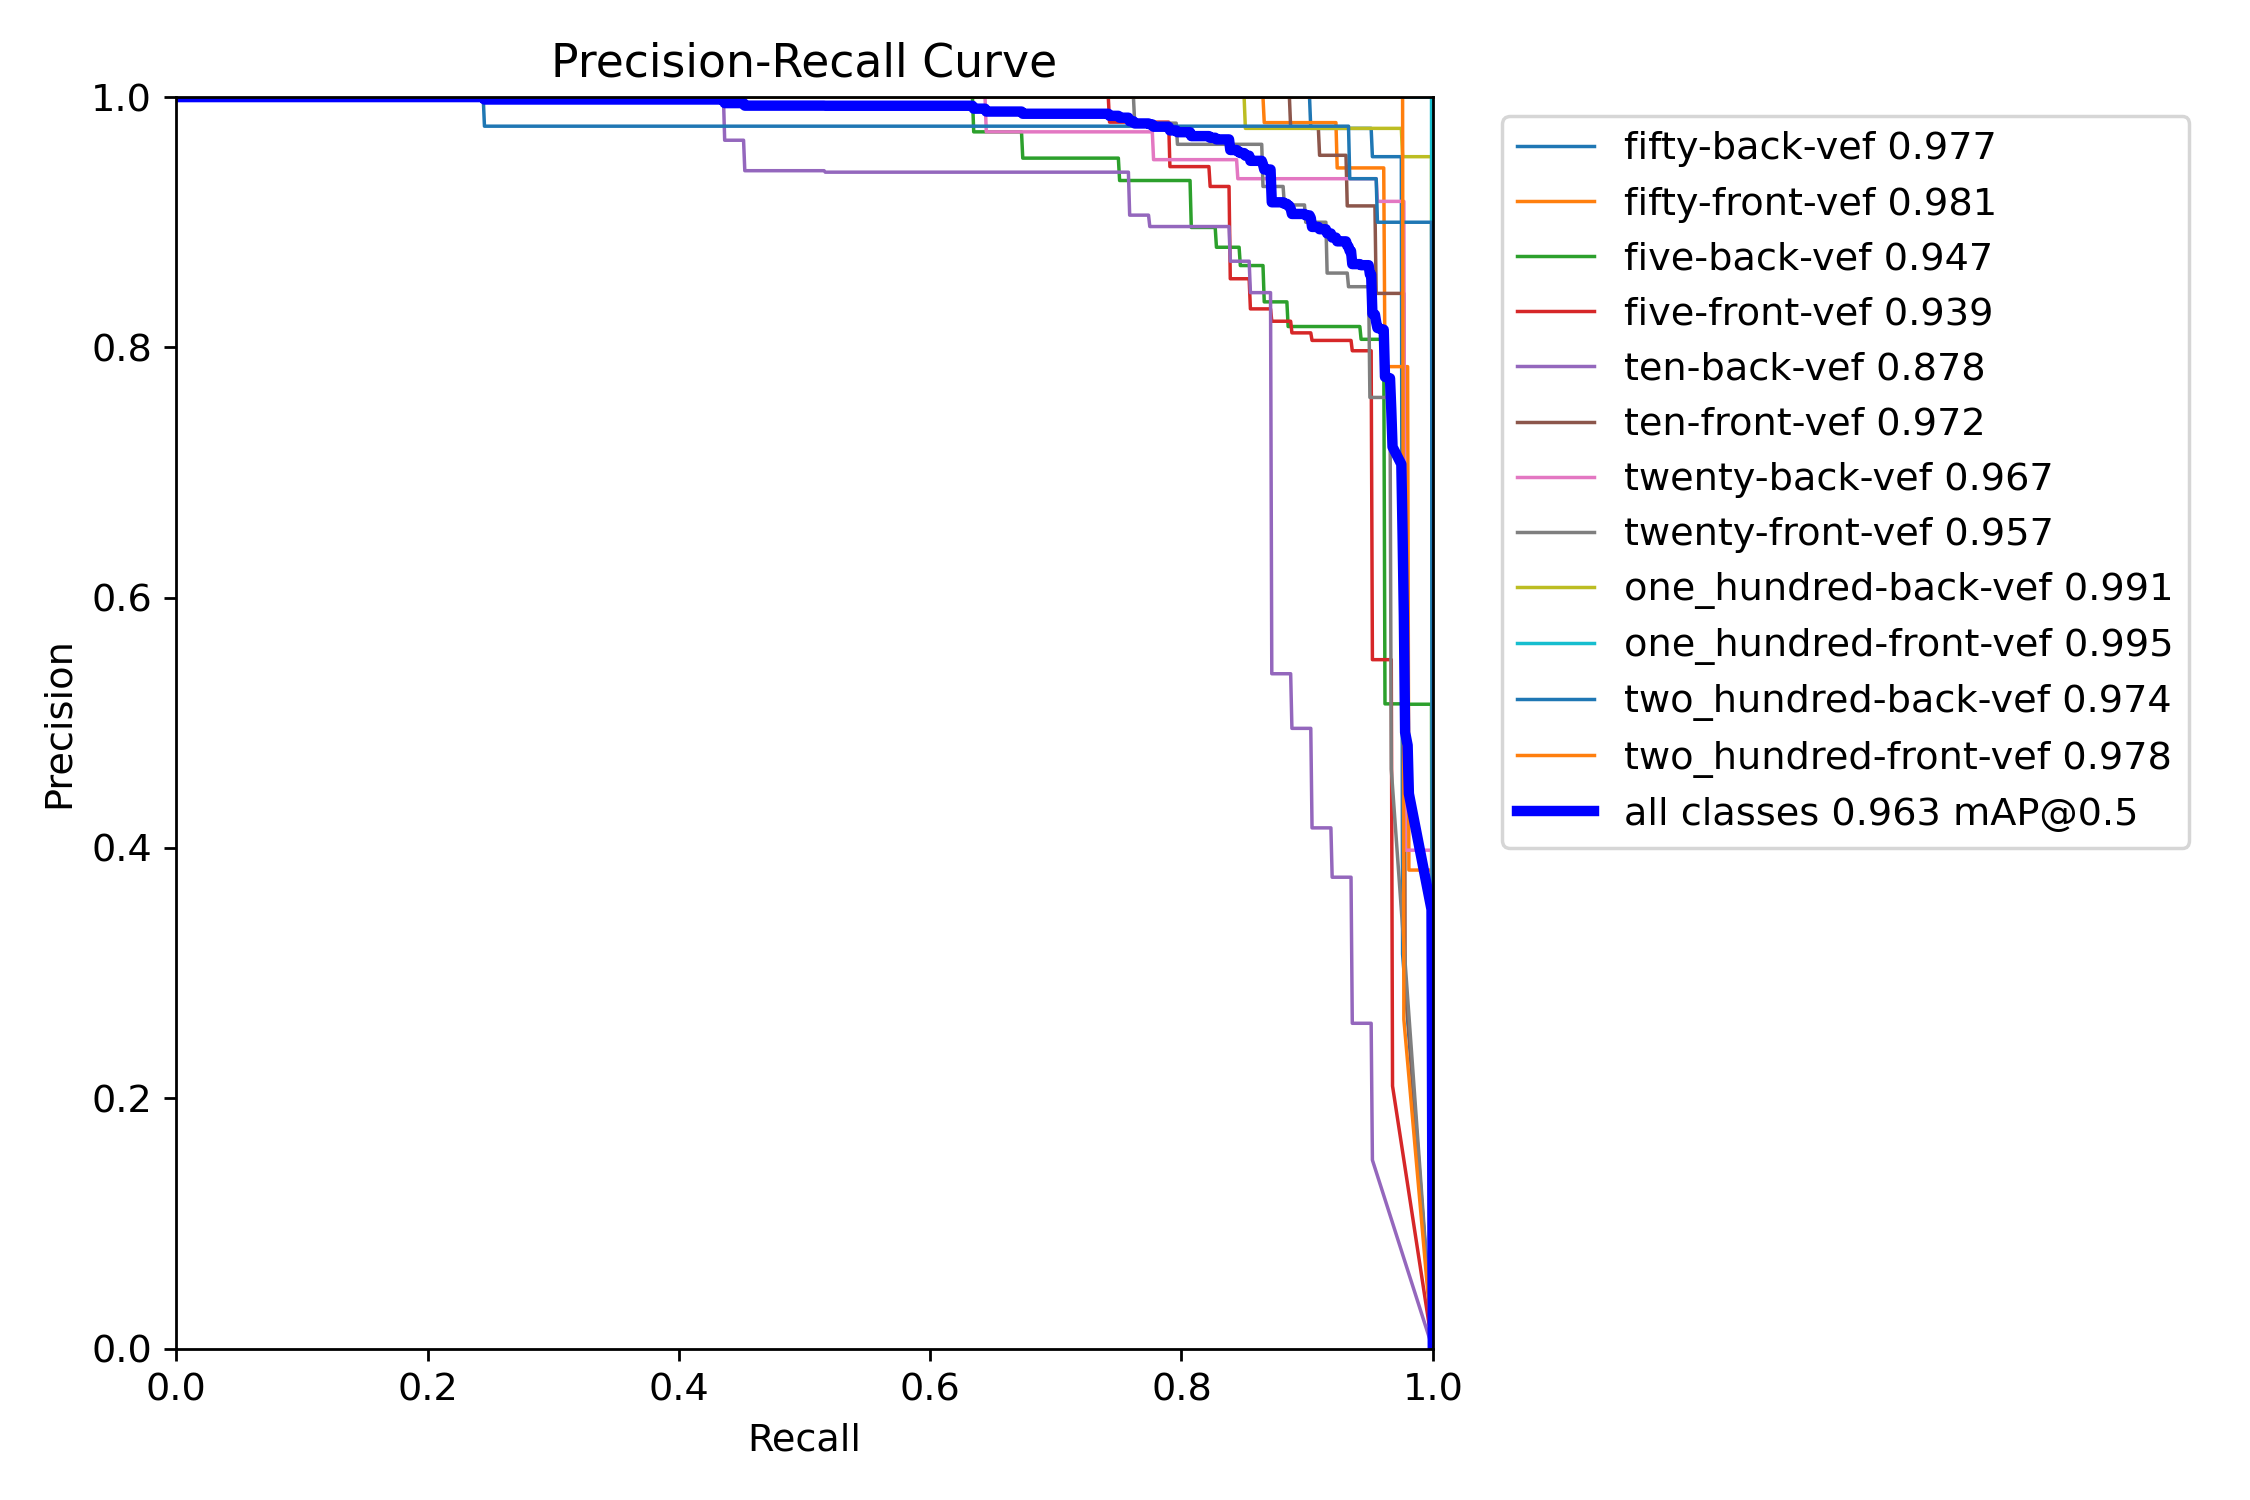 Precision-Recall Curve
1.0
0.8
0.6
0.4
0.2
0.0
Precision
0.0 0.2 0.4 0.6 0.8 1.0
Recall
fifty-back-vef 0.977
fifty-front-vef 0.981
five-back-vef 0.947
five-front-vef 0.939
ten-back-vef 0.878
ten-front-vef 0.972
twenty-back-vef 0.967
twenty-front-vef 0.957
one_hundred-back-vef 0.991
one_hundred-front-vef 0.995
two_hundred-back-vef 0.974
two_hundred-front-vef 0.978
all classes 0.963 mAP@0.5